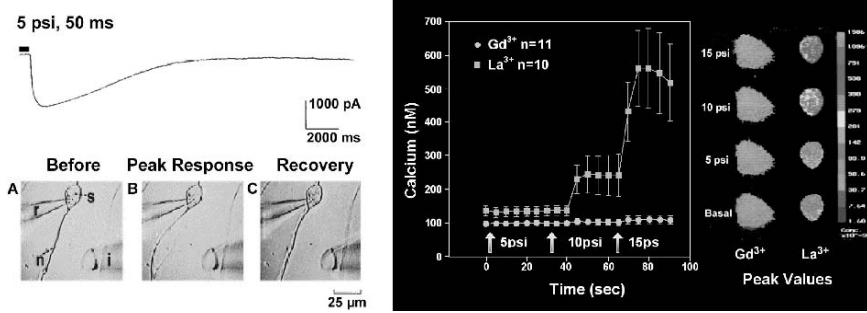 5 psi, 50 ms
1000 pA
2000 ms
Before Peak Response Recovery
A B C
s
r
n i
25 µm
700
600
500
400
300
200
100
0
Calcium (nM)
Gd³⁺ n=11
La³⁺ n=10
5psi 10psi 15ps
0 20 40 60 80 100
Time (sec)
15 psi
10 psi
5 psi
Basal
Gd³⁺ La³⁺
Peak Values